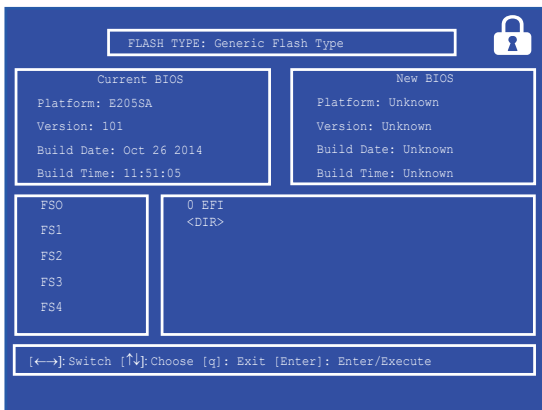 FLASH TYPE: Generic Flash Type
Current BIOS
Platform: E205SA
Version: 101
Build Date: Oct 26 2014
Build Time: 11:51:05
New BIOS
Platform: Unknown
Version: Unknown
Build Date: Unknown
Build Time: Unknown
FSO
FS1
FS2
FS3
FS4
0 EFI
<DIR>
[←→]: Switch [↑↓]: Choose [q]: Exit [Enter]: Enter/Execute